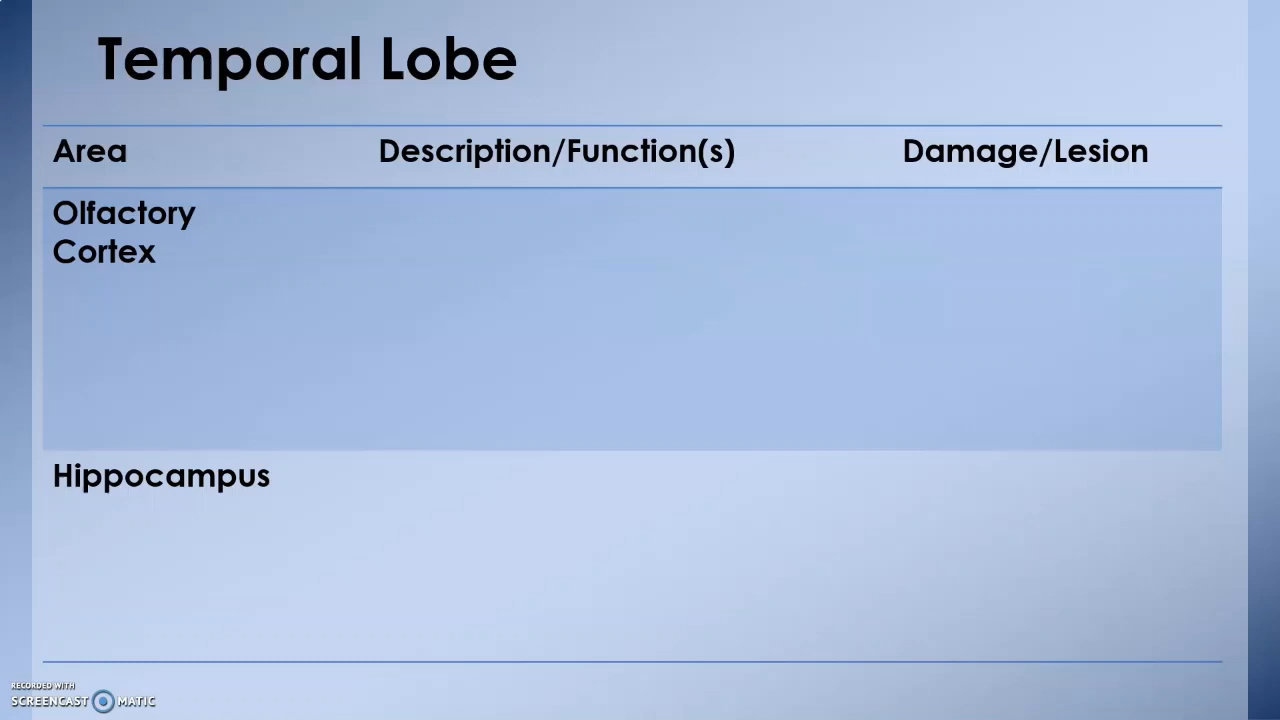 Temporal Lobe
Area Description/Function(s) Damage/Lesion
Olfactory
Cortex
Hippocampus
RECORDED WITH
SCREENCAST MATIC